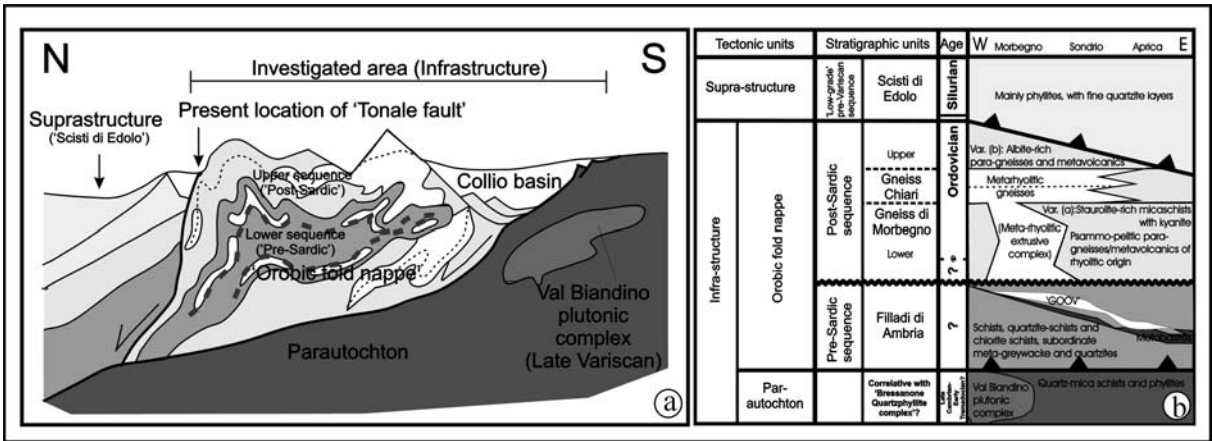 N
S
Investigated area (Infrastructure)
Present location of 'Tonale fault'
Suprastructure
('Scisti di Edolo')
Upper sequence
('Post-Sardic')
Collio basin
Lower sequence
('Pre-Sardic')
Orobic fold nappe
Val Biandino
plutonic
complex
(Late Variscan)
Parautochton
a
Tectonic units
Stratigraphic units
Age
W
Morbegno
Sondrio
Aprica
E
Supra-structure
'Low-grade'
pre-Variscan
sequence
Scisti di
Edolo
Silurian
Mainly phyllites, with fine quartzite layers
Infra-structure
Orobic fold nappe
Post-Sardic
sequence
Upper
Gneiss
Chiari
Gneiss di
Morbegno
Lower
Ordovician
?
Var. (b): Albite-rich
para-gneisses and metavolcanics
Metarhyolitic
gneisses
Var. (a):Staurolite-rich micaschists
with kyanite
(Meta-rhyolitic
extrusive
complex)
Psammo-pelitic para-
gneisses/metavolcanics of
rhyolitic origin
Pre-Sardic
sequence
Filladi di
Ambria
?
'GOOV'
Schists, quartzite-schists and
chlorite schists, subordinate
meta-greywacke and quartzites
Par-
autochton
Correlative with
'Bressanone
Quartzphyllite
complex'?
Late
Cambrian-
Early
Tremadocian?
Quartz-mica schists and phyllites
Val Biandino
plutonic
complex
b